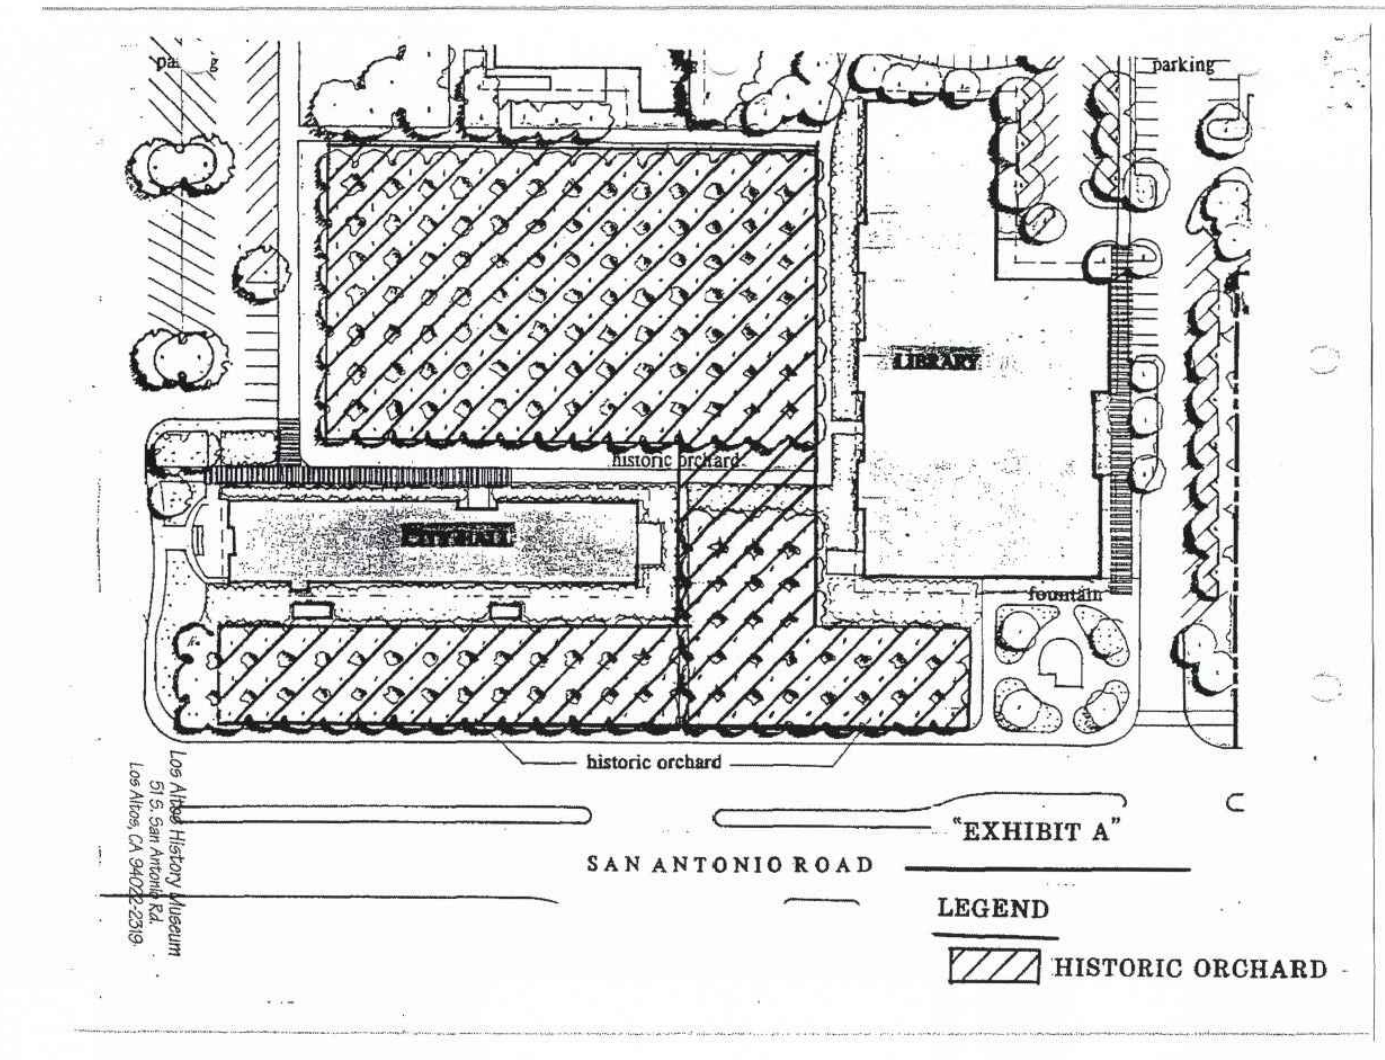 parking
parking
LIBRARY
historic orchard
CITY HALL
fountain
historic orchard
Los Altos History Museum
51 S. San Antonio Rd.
Los Altos, CA 94022-2319
"EXHIBIT A"
SAN ANTONIO ROAD
LEGEND
HISTORIC ORCHARD